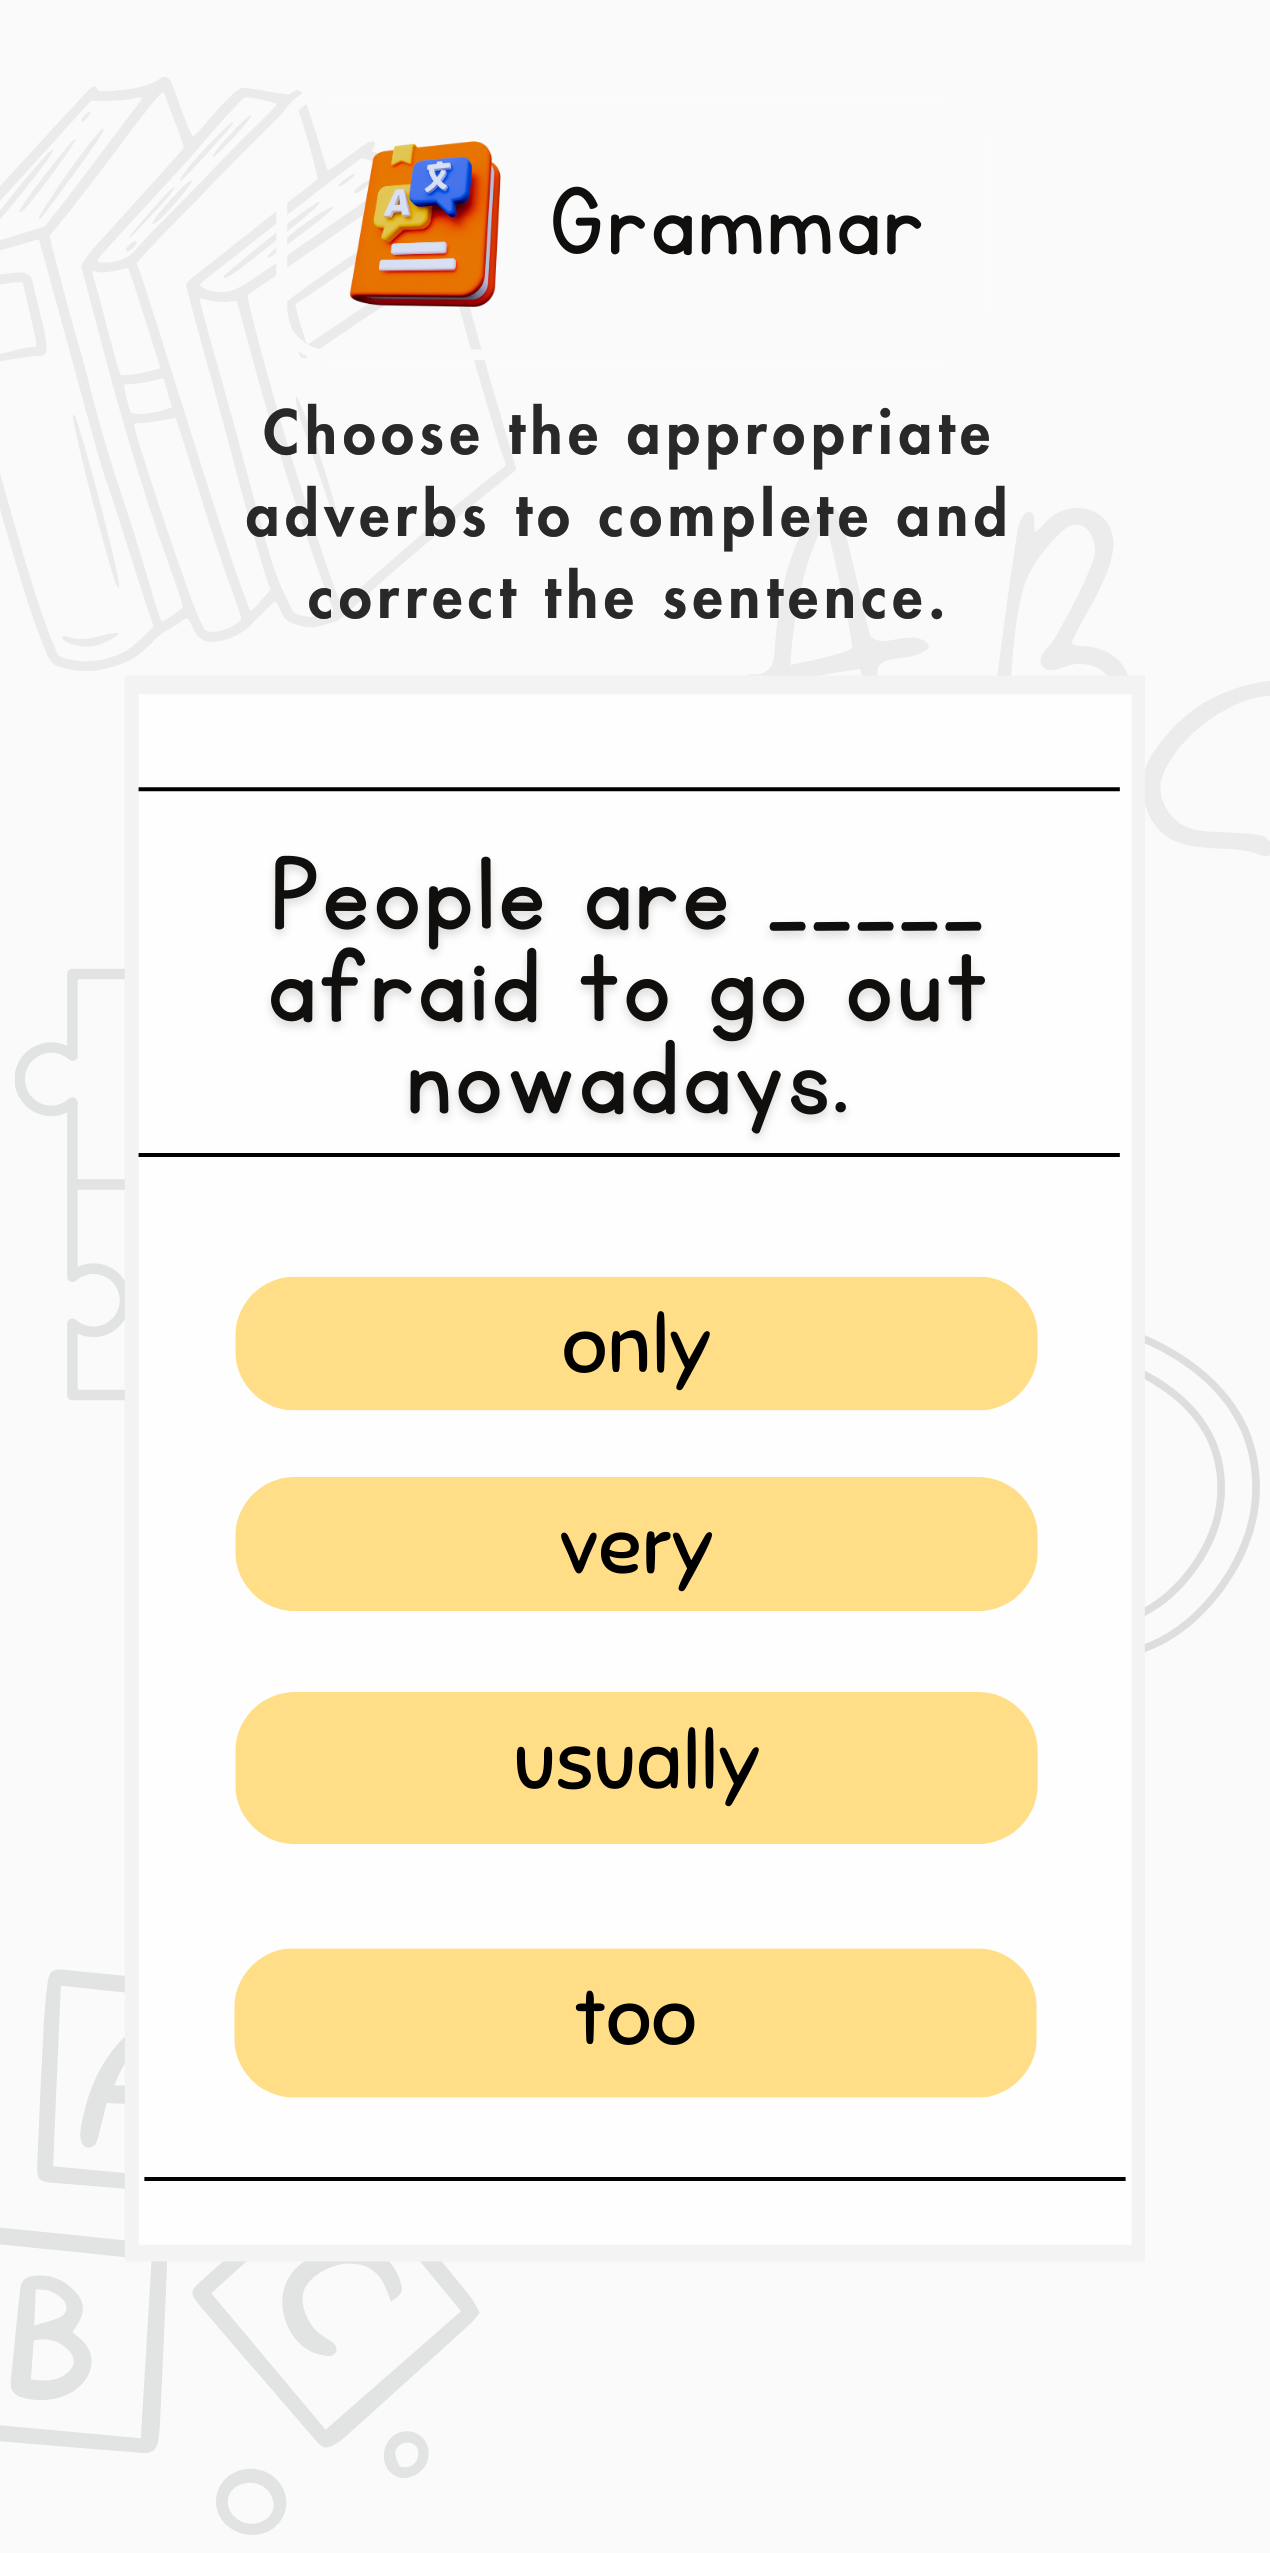 A 文
Grammar
Choose the appropriate
adverbs to complete and
correct the sentence.
A B
People are _____
afraid to go out
nowadays.
only
very
usually
too
A
B C